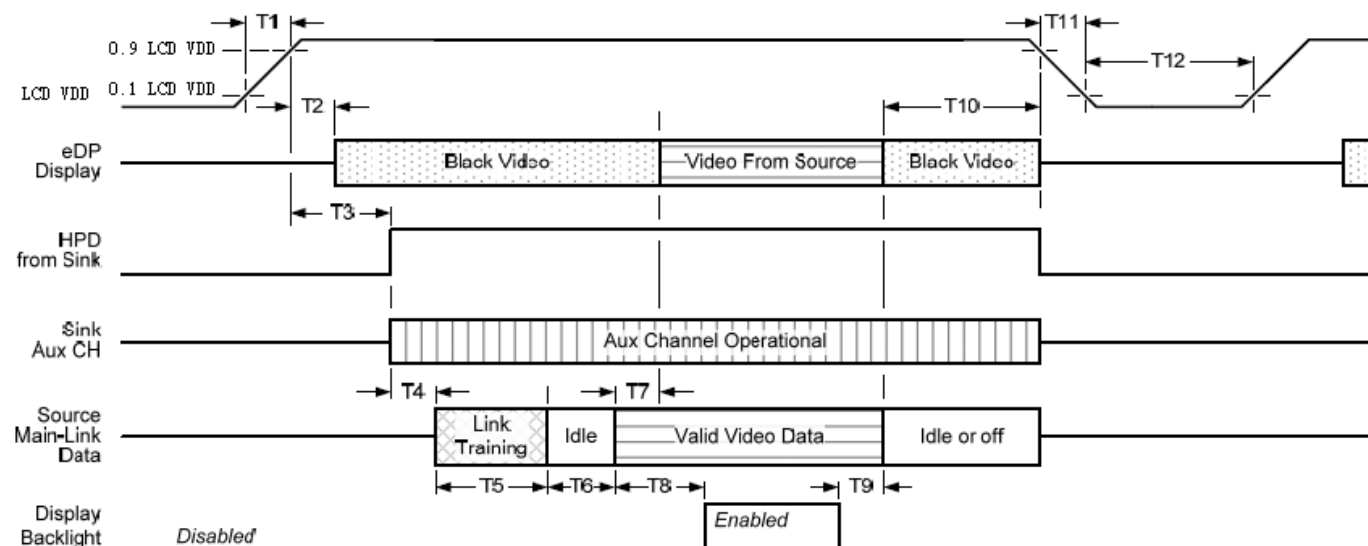 T1
T11
0.9 LCD VDD
T12
LCD VDD
0.1 LCD VDD
T2
T10
eDP
Display
Black Video
Video From Source
Black Video
T3
HPD
from Sink
Sink
Aux CH
Aux Channel Operational
T4
T7
Source
Main-Link
Data
Link
Training
Idle
Valid Video Data
Idle or off
T5
T6
T8
T9
Display
Backlight
Disabled
Enabled